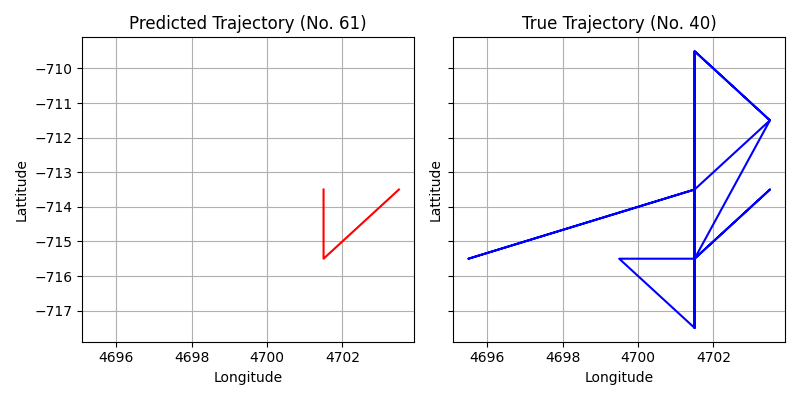 Predicted Trajectory (No. 61)
True Trajectory (No. 40)
Lattitude
−710
−711
−712
−713
−714
−715
−716
−717
4696
4698
4700
4702
Longitude
Lattitude
4696
4698
4700
4702
Longitude